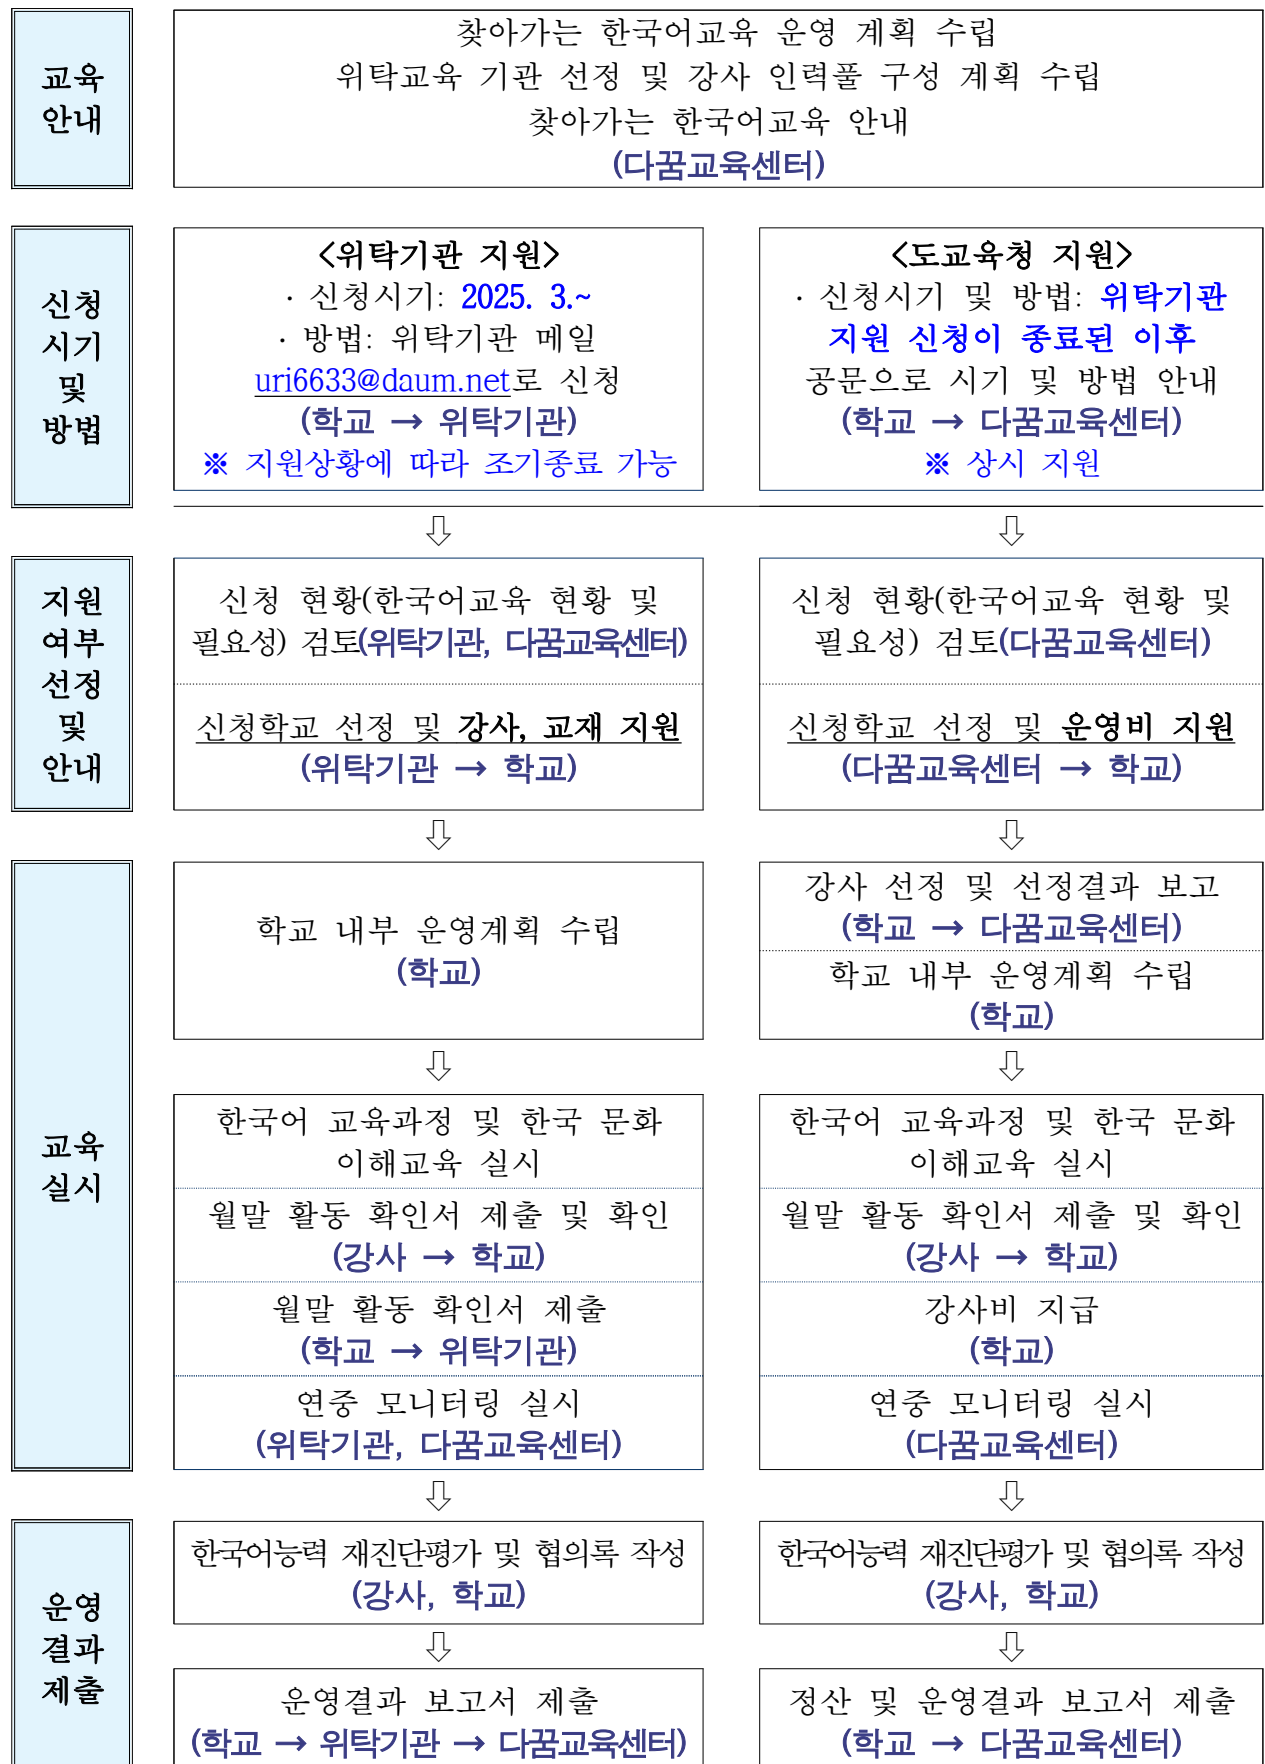 교육
안내
찾아가는 한국어교육 운영 계획 수립
위탁교육 기관 선정 및 강사 인력풀 구성 계획 수립
찾아가는 한국어교육 안내
(다꿈교육센터)
신청
시기
및
방법
<위탁기관 지원>
· 신청시기: 2025. 3.~
· 방법: 위탁기관 메일
uri6633@daum.net로 신청
(학교 → 위탁기관)
※ 지원상황에 따라 조기종료 가능
<도교육청 지원>
· 신청시기 및 방법: 위탁기관
지원 신청이 종료된 이후
공문으로 시기 및 방법 안내
(학교 → 다꿈교육센터)
※ 상시 지원
⇩
⇩
지원
여부
선정
및
안내
신청 현황(한국어교육 현황 및
필요성) 검토(위탁기관, 다꿈교육센터)
신청학교 선정 및 강사, 교재 지원
(위탁기관 → 학교)
신청 현황(한국어교육 현황 및
필요성) 검토(다꿈교육센터)
신청학교 선정 및 운영비 지원
(다꿈교육센터 → 학교)
⇩
⇩
교육
실시
학교 내부 운영계획 수립
(학교)
강사 선정 및 선정결과 보고
(학교 → 다꿈교육센터)
학교 내부 운영계획 수립
(학교)
⇩
⇩
한국어 교육과정 및 한국 문화
이해교육 실시
월말 활동 확인서 제출 및 확인
(강사 → 학교)
월말 활동 확인서 제출
(학교 → 위탁기관)
연중 모니터링 실시
(위탁기관, 다꿈교육센터)
한국어 교육과정 및 한국 문화
이해교육 실시
월말 활동 확인서 제출 및 확인
(강사 → 학교)
강사비 지급
(학교)
연중 모니터링 실시
(다꿈교육센터)
⇩
⇩
운영
결과
제출
한국어능력 재진단평가 및 협의록 작성
(강사, 학교)
한국어능력 재진단평가 및 협의록 작성
(강사, 학교)
⇩
⇩
운영결과 보고서 제출
(학교 → 위탁기관 → 다꿈교육센터)
정산 및 운영결과 보고서 제출
(학교 → 다꿈교육센터)